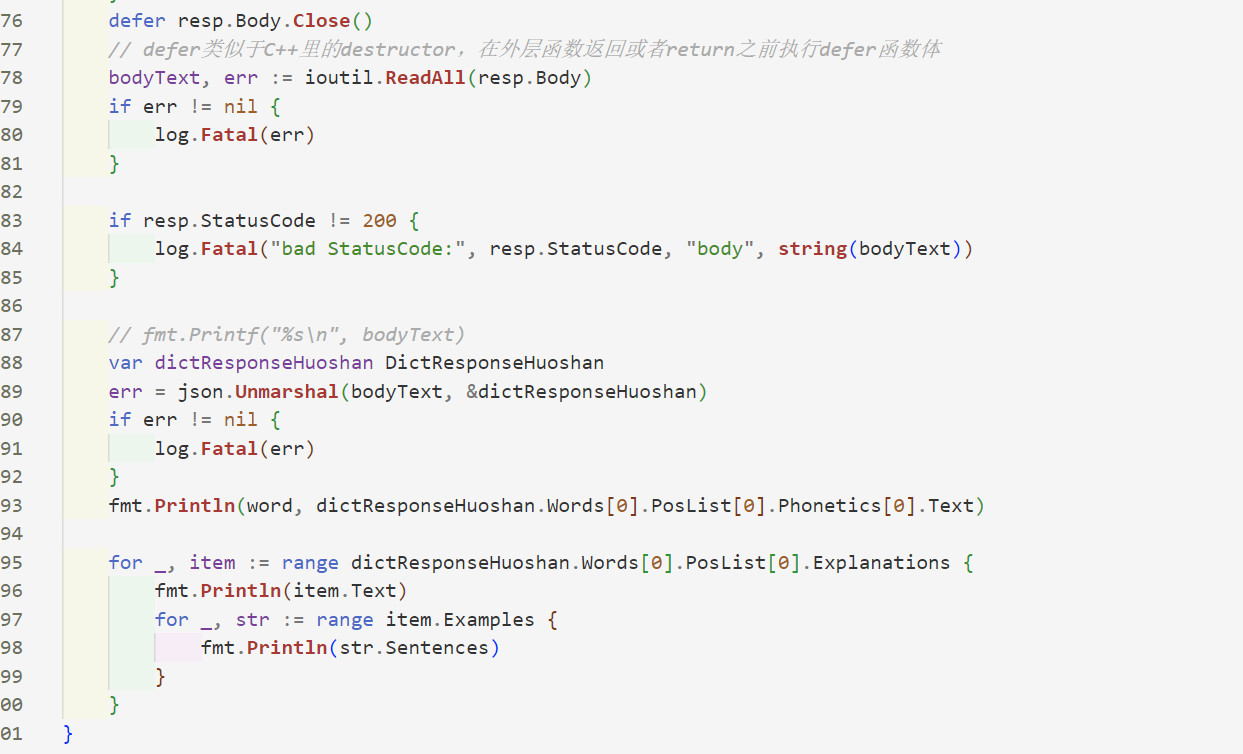 76 defer resp.Body.Close()
77 // defer类似于C++里的destructor，在外层函数返回或者return之前执行defer函数体
78 bodyText, err := ioutil.ReadAll(resp.Body)
79 if err != nil {
80 log.Fatal(err)
81 }
82
83 if resp.StatusCode != 200 {
84 log.Fatal("bad StatusCode:", resp.StatusCode, "body", string(bodyText))
85 }
86
87 // fmt.Printf("%s\n", bodyText)
88 var dictResponseHuoshan DictResponseHuoshan
89 err = json.Unmarshal(bodyText, &dictResponseHuoshan)
90 if err != nil {
91 log.Fatal(err)
92 }
93 fmt.Println(word, dictResponseHuoshan.Words[0].PosList[0].Phonetics[0].Text)
94
95 for _, item := range dictResponseHuoshan.Words[0].PosList[0].Explanations {
96 fmt.Println(item.Text)
97 for _, str := range item.Examples {
98 fmt.Println(str.Sentences)
99 }
00 }
01 }